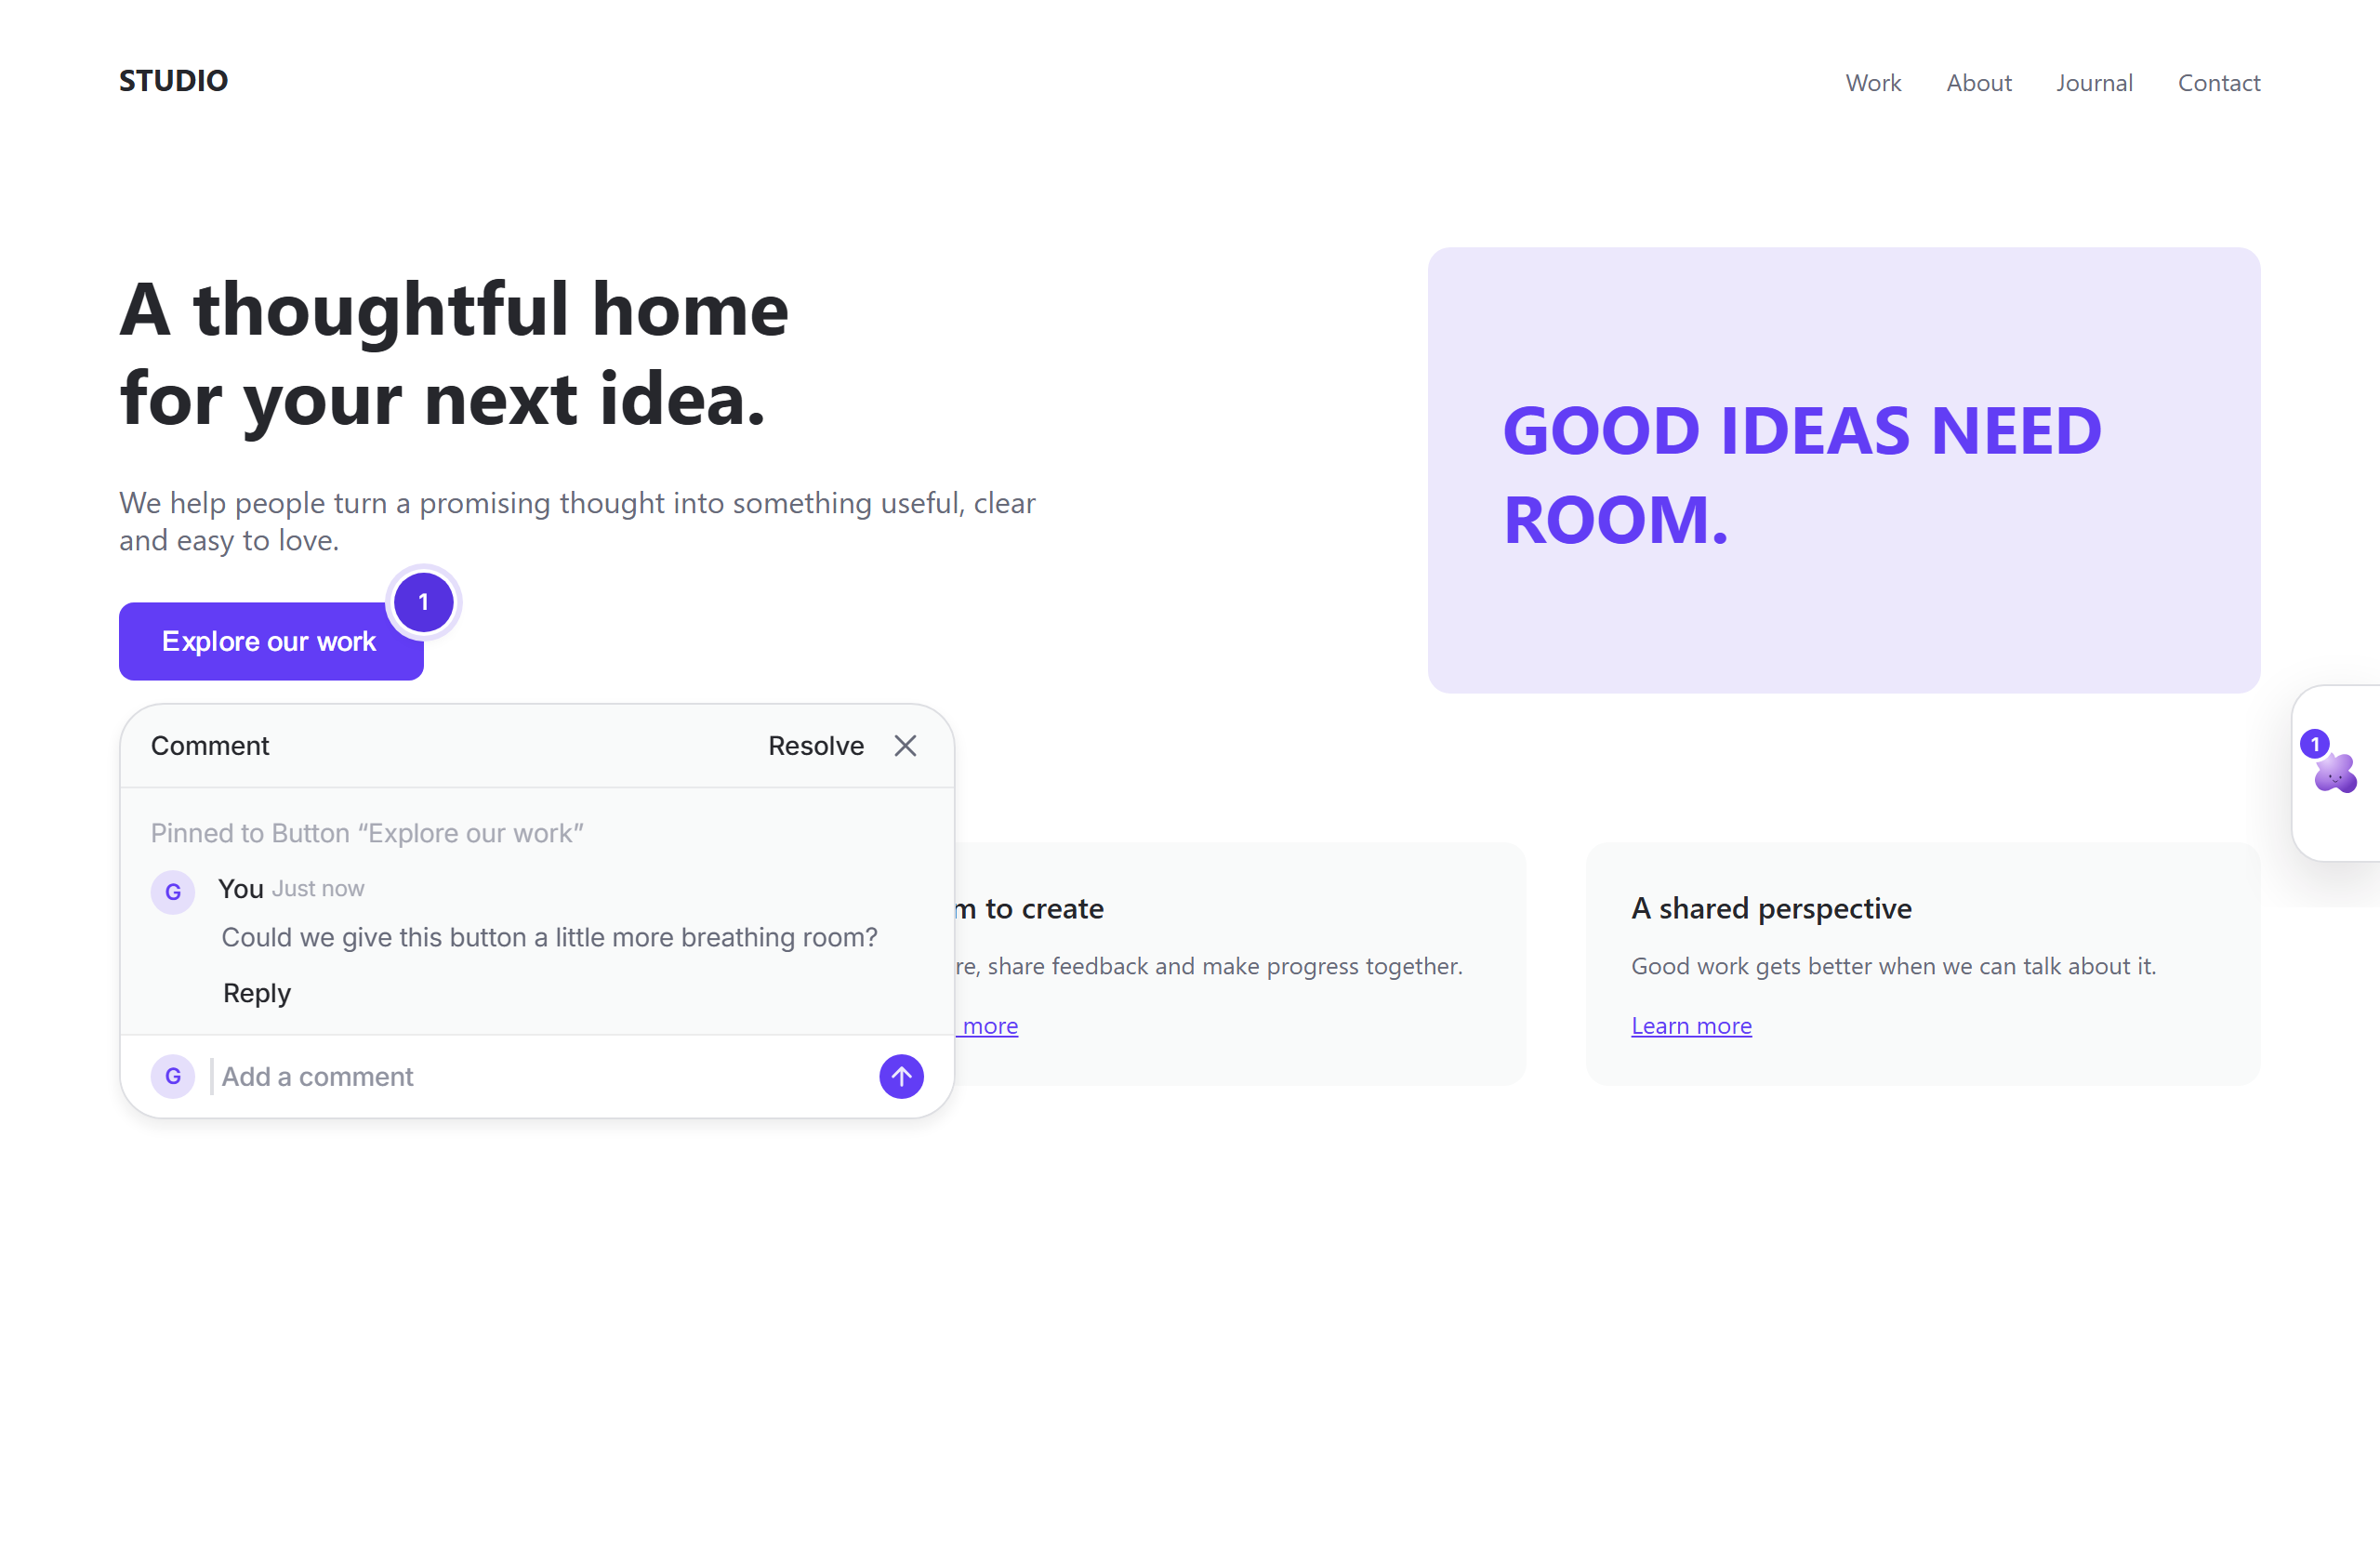 STUDIO
Work About Journal Contact
A thoughtful home
for your next idea.
We help people turn a promising thought into something useful, clear
and easy to love.
Explore our work
1
GOOD IDEAS NEED
ROOM.
1
Comment
Resolve
Pinned to Button “Explore our work”
G
You Just now
Could we give this button a little more breathing room?
Reply
G
Add a comment
to create
share feedback and make progress together.
more
A shared perspective
Good work gets better when we can talk about it.
Learn more